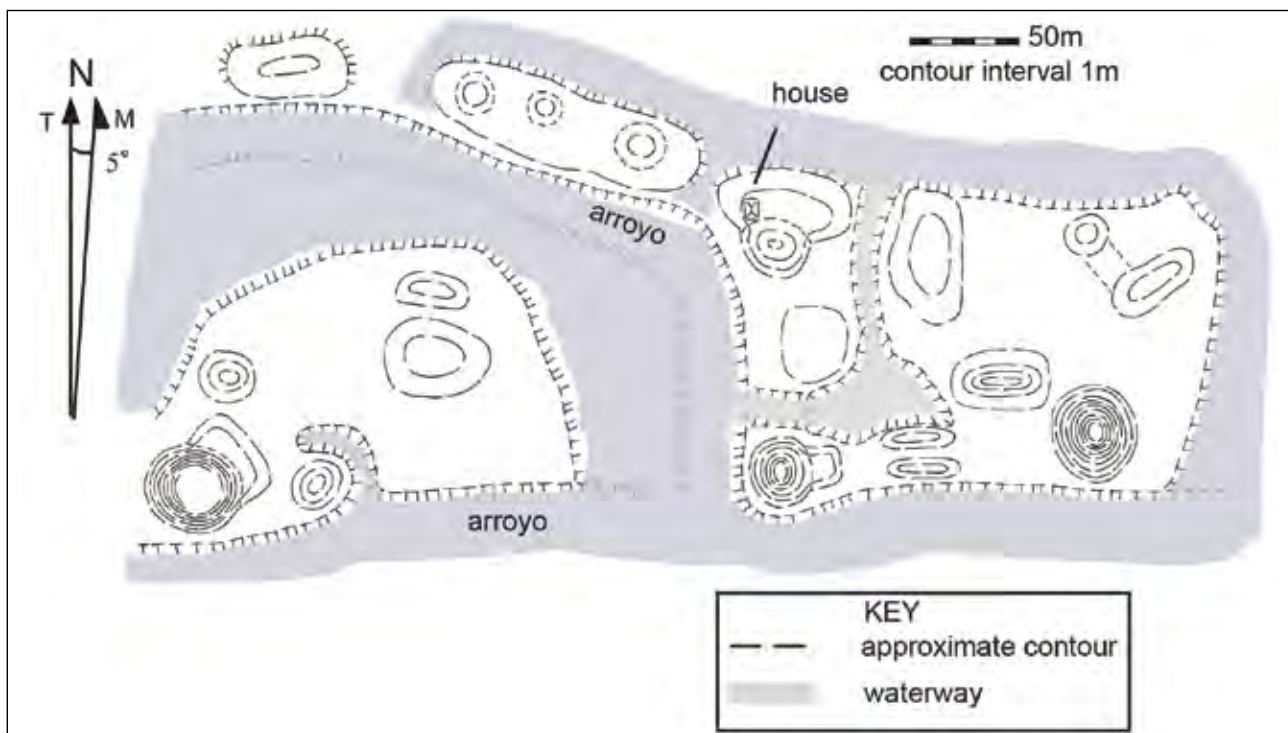 50m
contour interval 1m
house
N
T
M
5°
arroyo
arroyo
KEY
approximate contour
waterway